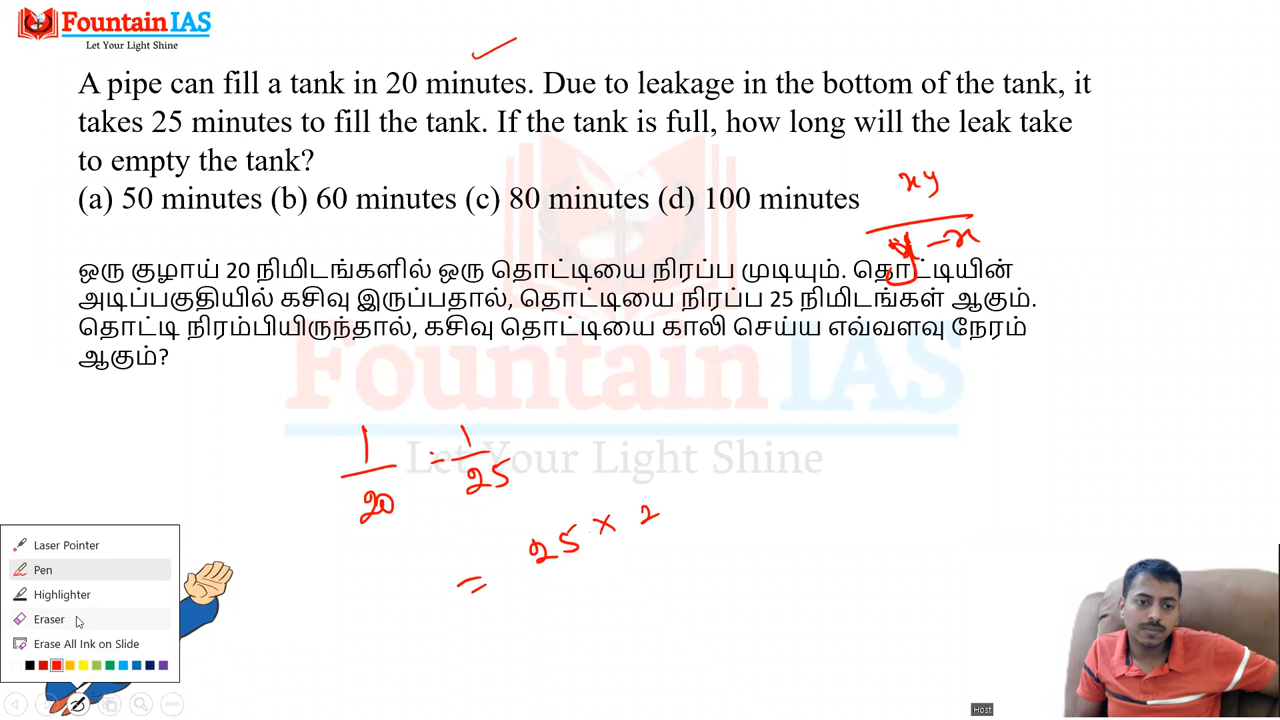 Fountain IAS
Let Your Light Shine
A pipe can fill a tank in 20 minutes. Due to leakage in the bottom of the tank, it
takes 25 minutes to fill the tank. If the tank is full, how long will the leak take
to empty the tank?
(a) 50 minutes (b) 60 minutes (c) 80 minutes (d) 100 minutes
xy
y - x
ஒரு குழாய் 20 நிமிடங்களில் ஒரு தொட்டியை நிரப்ப முடியும். தொட்டியின்
அடிப்பகுதியில் கசிவு இருப்பதால், தொட்டியை நிரப்ப 25 நிமிடங்கள் ஆகும்.
தொட்டி நிரம்பியிருந்தால், கசிவு தொட்டியை காலி செய்ய எவ்வளவு நேரம்
ஆகும்?
Fountain IAS
Let Your Light Shine
1 - 1
20 25
= 25 × 2
Laser Pointer
Pen
Highlighter
Eraser
Erase All Ink on Slide
Host